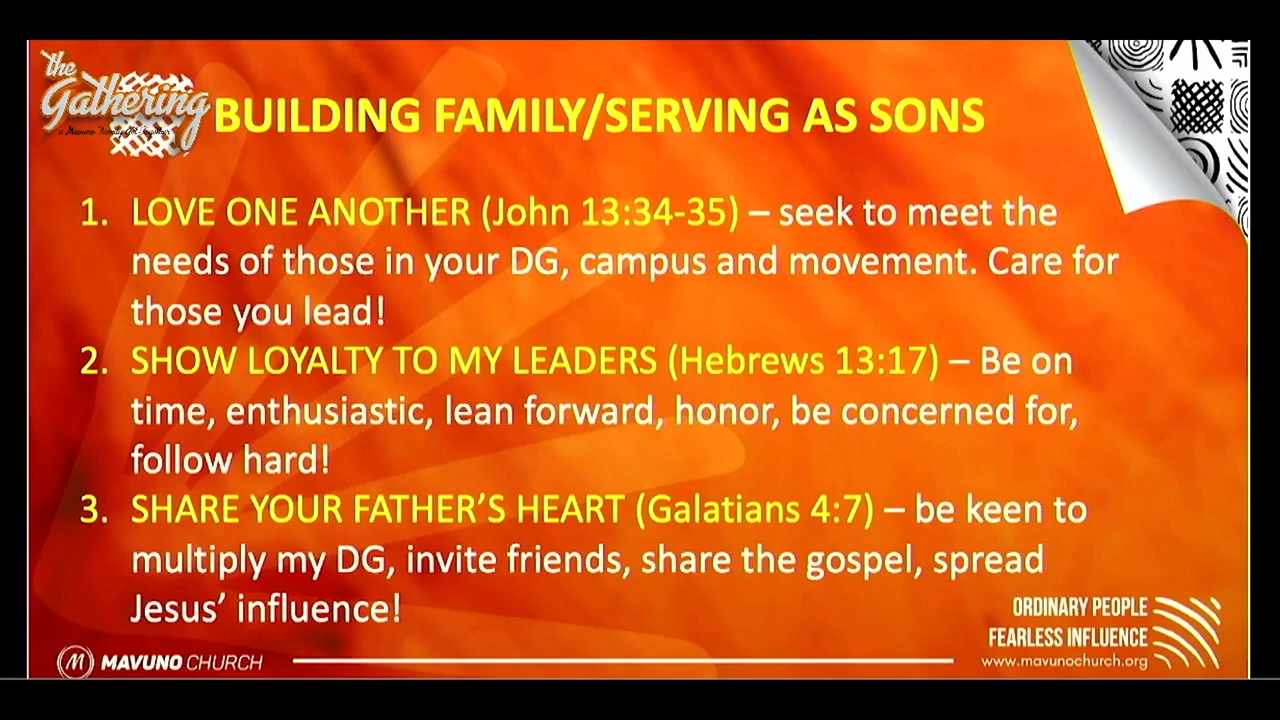 the
Gathering
a Mavuno Family Get-Together
BUILDING FAMILY/SERVING AS SONS
1. LOVE ONE ANOTHER (John 13:34-35) – seek to meet the
needs of those in your DG, campus and movement. Care for
those you lead!
2. SHOW LOYALTY TO MY LEADERS (Hebrews 13:17) – Be on
time, enthusiastic, lean forward, honor, be concerned for,
follow hard!
3. SHARE YOUR FATHER’S HEART (Galatians 4:7) – be keen to
multiply my DG, invite friends, share the gospel, spread
Jesus’ influence!
ORDINARY PEOPLE
FEARLESS INFLUENCE
www.mavunochurch.org
M MAVUNO CHURCH